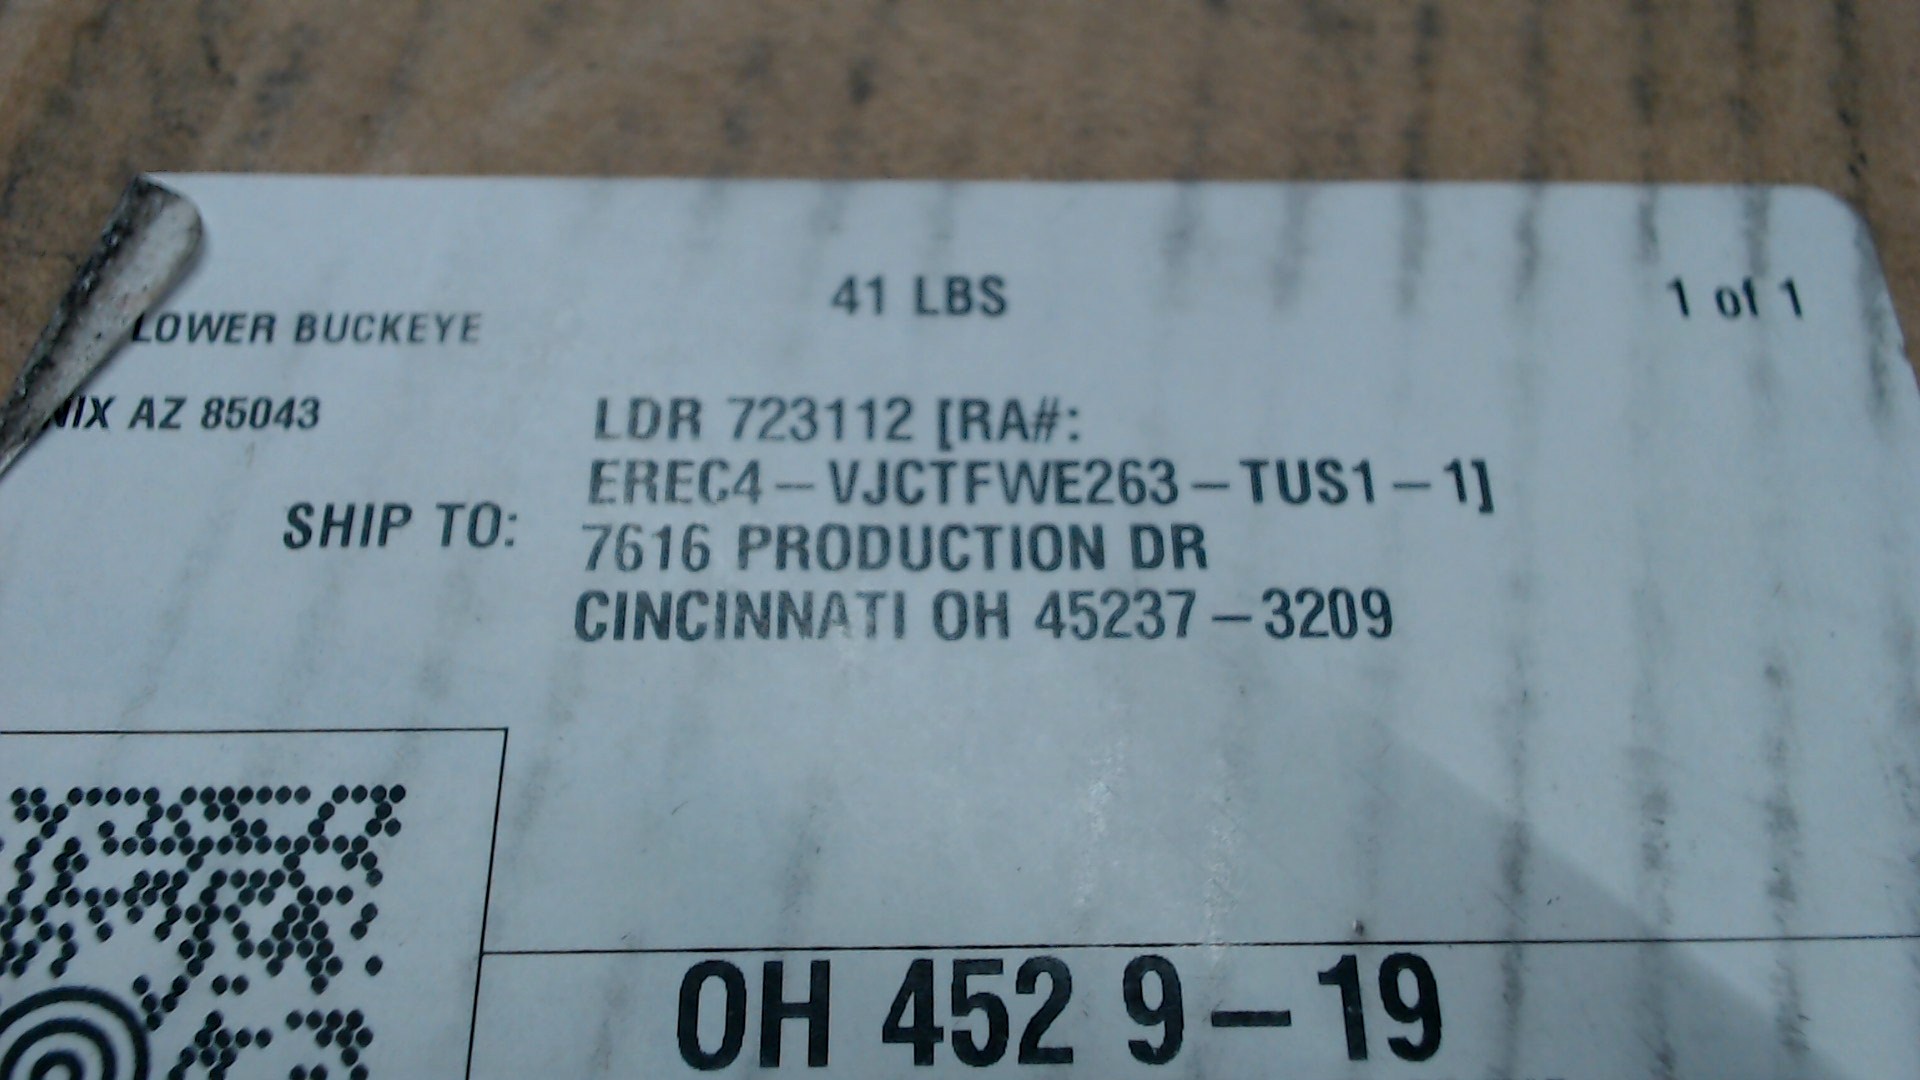 41 LBS
1 of 1
LOWER BUCKEYE
AZ 85043
LDR 723112 [RA#:
EREC4-VJCTFWE263-TUS1-1]
SHIP TO:
7616 PRODUCTION DR
CINCINNATI OH 45237-3209
OH 452 9-19